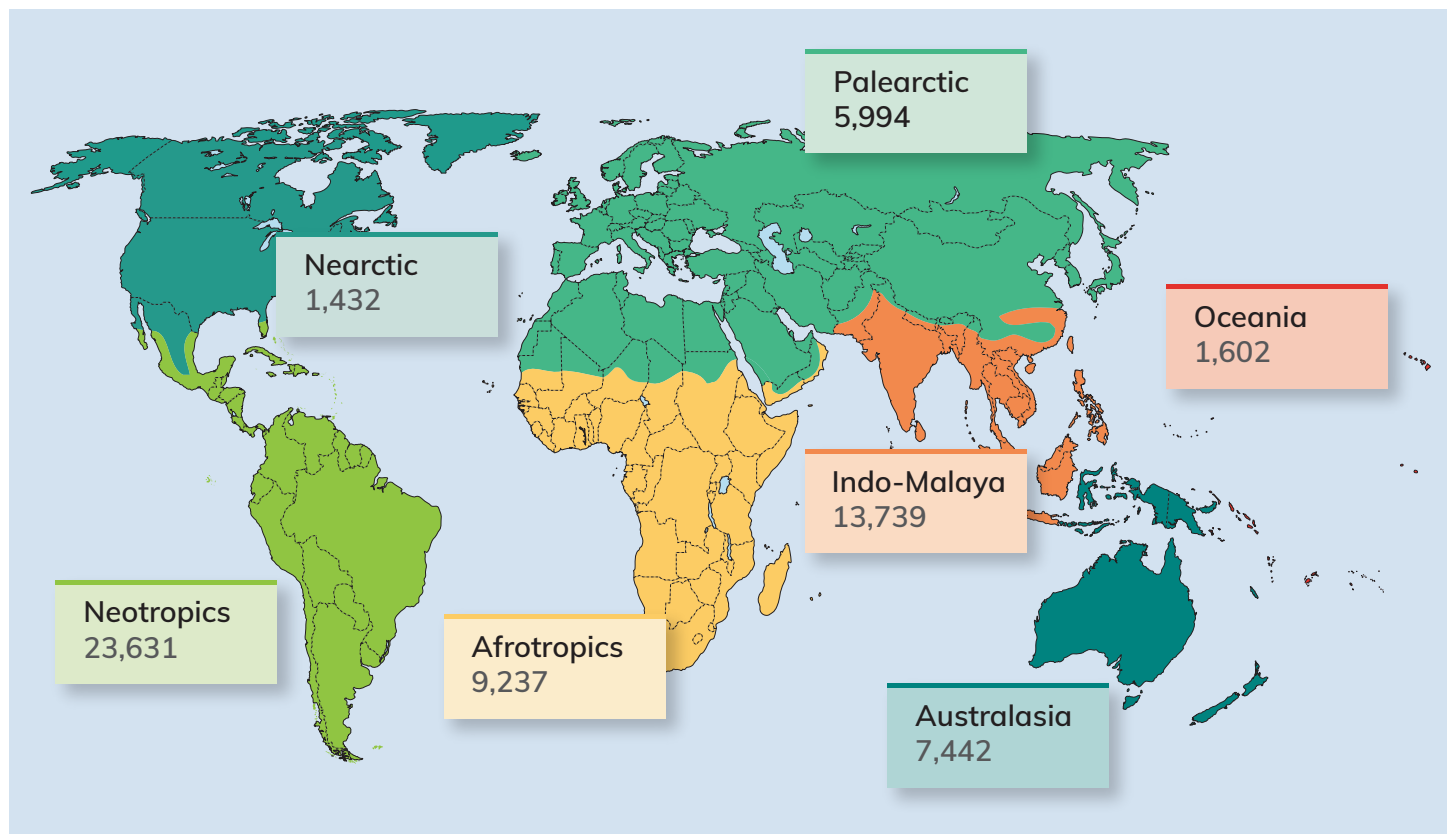 Palearctic
5,994
Nearctic
1,432
Oceania
1,602
Indo-Malaya
13,739
Neotropics
23,631
Afrotropics
9,237
Australasia
7,442